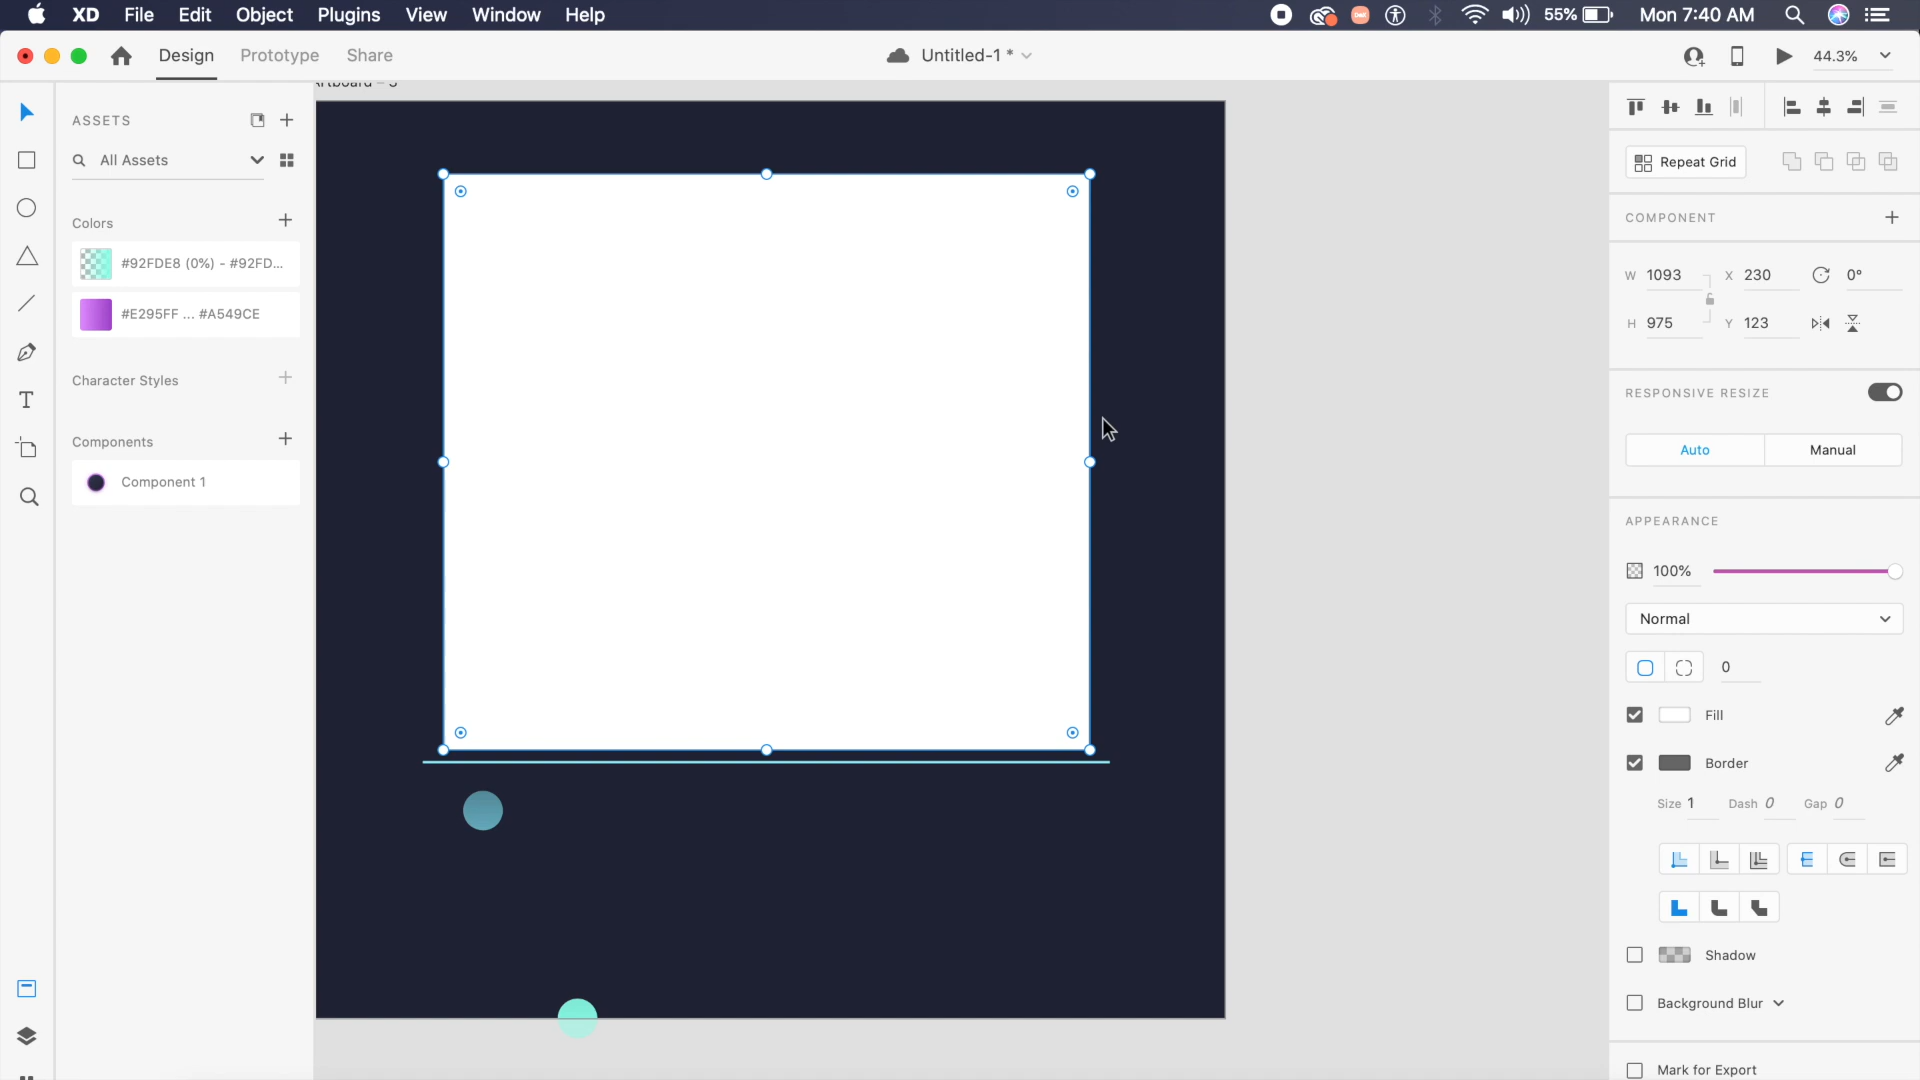 XD File Edit Object Plugins View Window Help
55% Mon 7:40 AM
Design Prototype Share
Untitled-1 *
44.3%
ASSETS
All Assets
Colors
#92FDE8 (0%) - #92FD...
#E295FF ... #A549CE
Character Styles
Components
Component 1
Repeat Grid
COMPONENT
W 1093 X 230 0°
H 975 Y 123
RESPONSIVE RESIZE
Auto Manual
APPEARANCE
100%
Normal
0
Fill
Border
Size 1 Dash 0 Gap 0
Shadow
Background Blur
Mark for Export